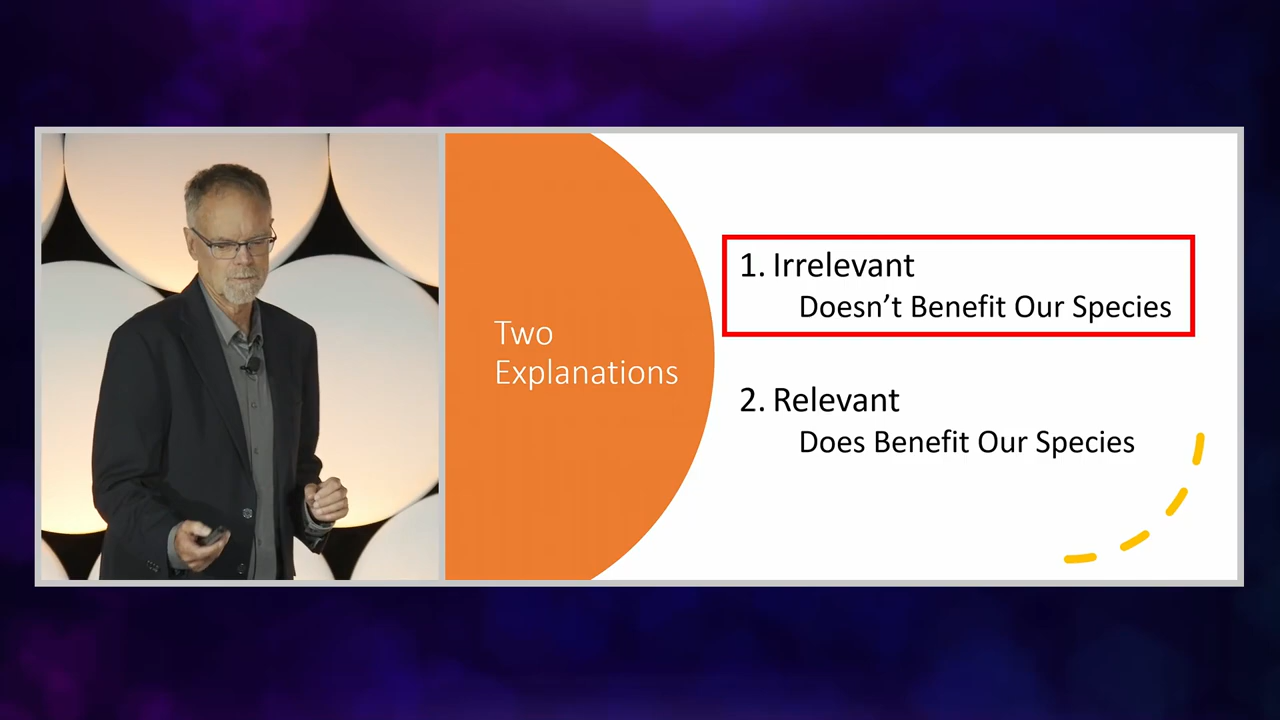 Two
Explanations
1. Irrelevant
Doesn’t Benefit Our Species
2. Relevant
Does Benefit Our Species